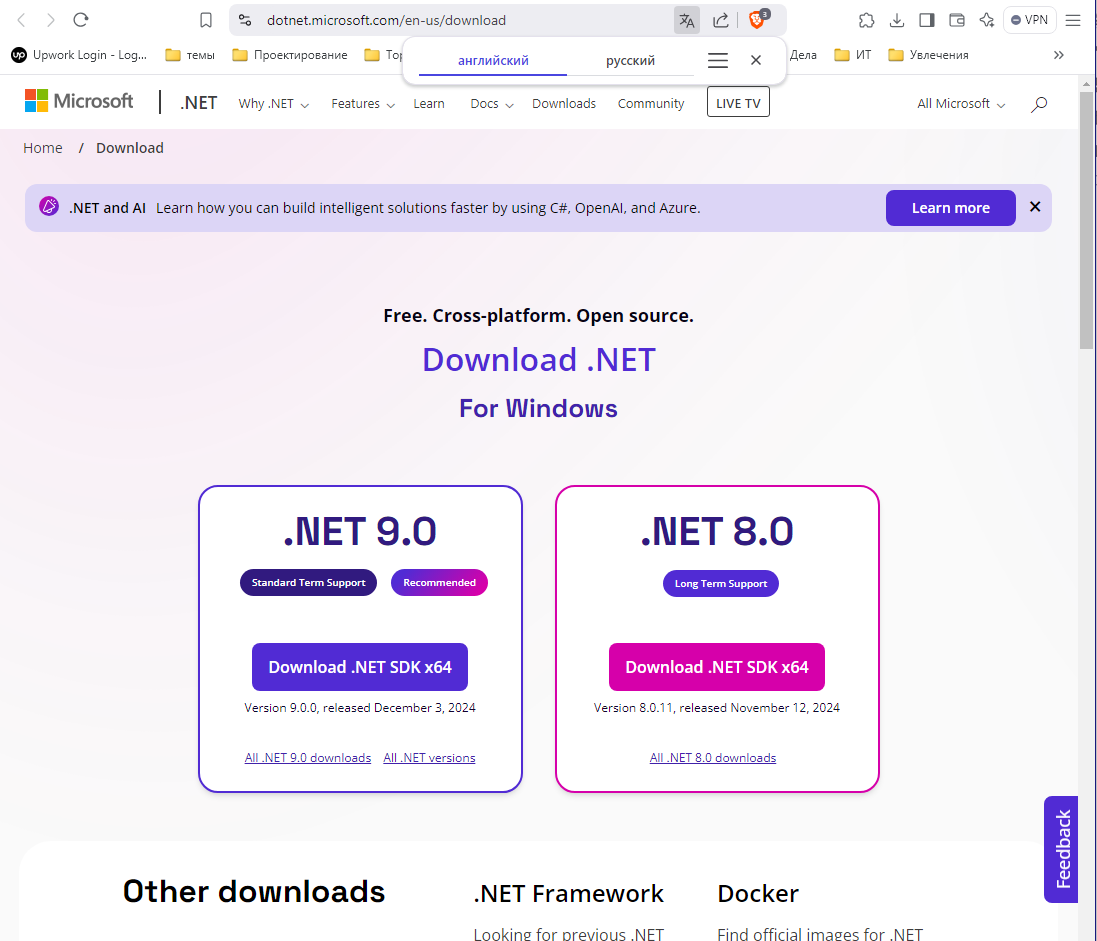 dotnet.microsoft.com/en-us/download
3
VPN
up
Upwork Login - Log...
темы
Проектирование
Дела
ИТ
Увлечения
»
английский
русский
Microsoft
.NET
Why .NET
Features
Learn
Docs
Downloads
Community
LIVE TV
All Microsoft
Home / Download
.NET and AI Learn how you can build intelligent solutions faster by using C#, OpenAI, and Azure.
Learn more
Free. Cross-platform. Open source.
Download .NET
For Windows
.NET 9.0
Standard Term Support
Recommended
Download .NET SDK x64
Version 9.0.0, released December 3, 2024
All .NET 9.0 downloads
All .NET versions
.NET 8.0
Long Term Support
Download .NET SDK x64
Version 8.0.11, released November 12, 2024
All .NET 8.0 downloads
Feedback
Other downloads
.NET Framework
Looking for previous .NET
Docker
Find official images for .NET